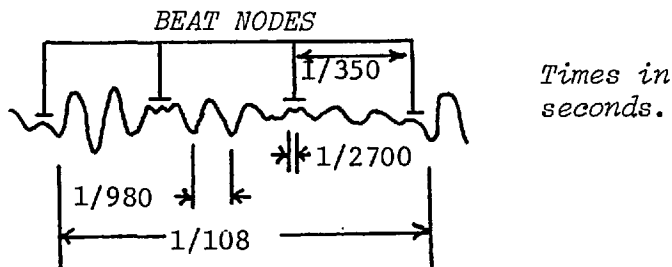 BEAT NODES
1/350
Times in
seconds.
1/2700
1/980
1/108